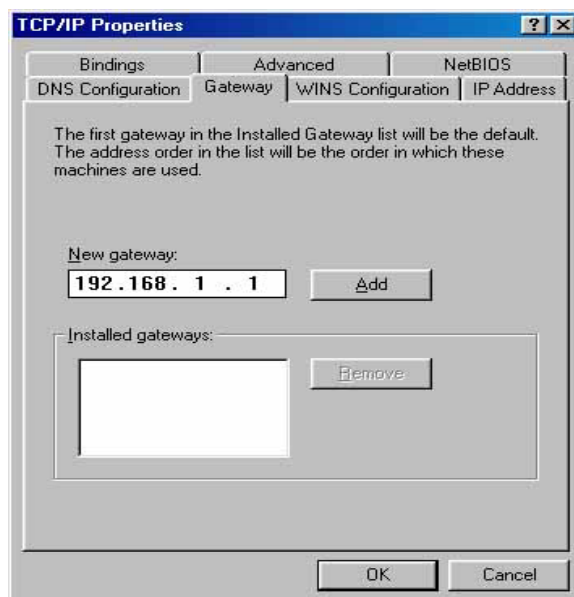 TCP/IP Properties
? ×
Bindings Advanced NetBIOS
DNS Configuration Gateway WINS Configuration IP Address
The first gateway in the Installed Gateway list will be the default.
The address order in the list will be the order in which these
machines are used.
New gateway:
192.168. 1 . 1 Add
Installed gateways:
Remove
OK Cancel